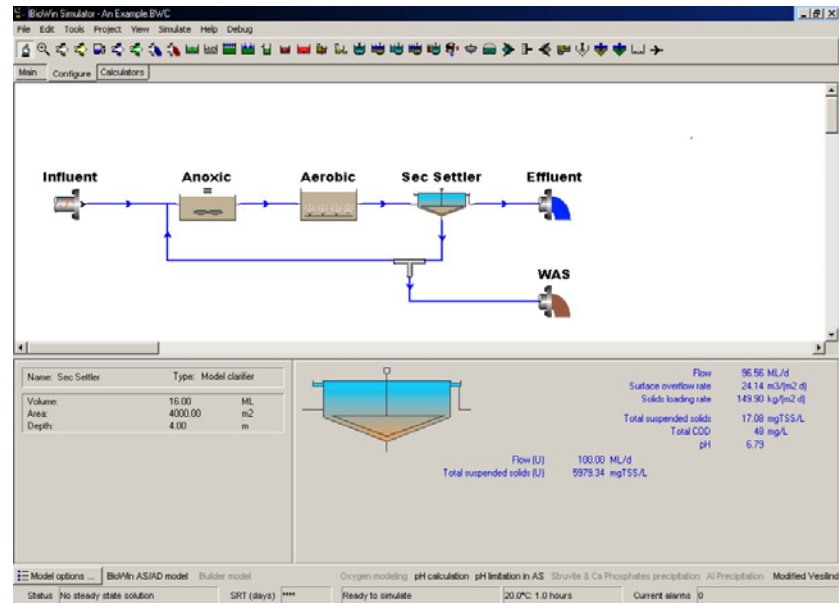 BioWin Simulator - An Example.BWC
File Edit Tools Project View Simulate Help Debug
Main Configure Calculators
Influent Anoxic Aerobic Sec Settler Effluent
WAS
Name: Sec Settler Type: Model clarifier
Volume: 16.00 ML
Area: 4000.00 m2
Depth: 4.00 m
Flow 96.56 ML/d
Surface overflow rate 24.14 m3/(m2 d)
Solids loading rate 149.90 kg/(m2 d)
Total suspended solids 17.08 mgTSS/L
Total COD 48 mg/L
pH 6.79
Flow (U) 100.00 ML/d
Total suspended solids (U) 5979.34 mgTSS/L
Model options ... BioWin AS/AD model Builder model Oxygen modeling pH calculation pH limitation in AS Struvite & Ca Phosphates precipitation Al Precipitation Modified Vesilind
Status No steady state solution SRT (days) **** Ready to simulate 20.0°C: 1.0 hours Current alarms 0